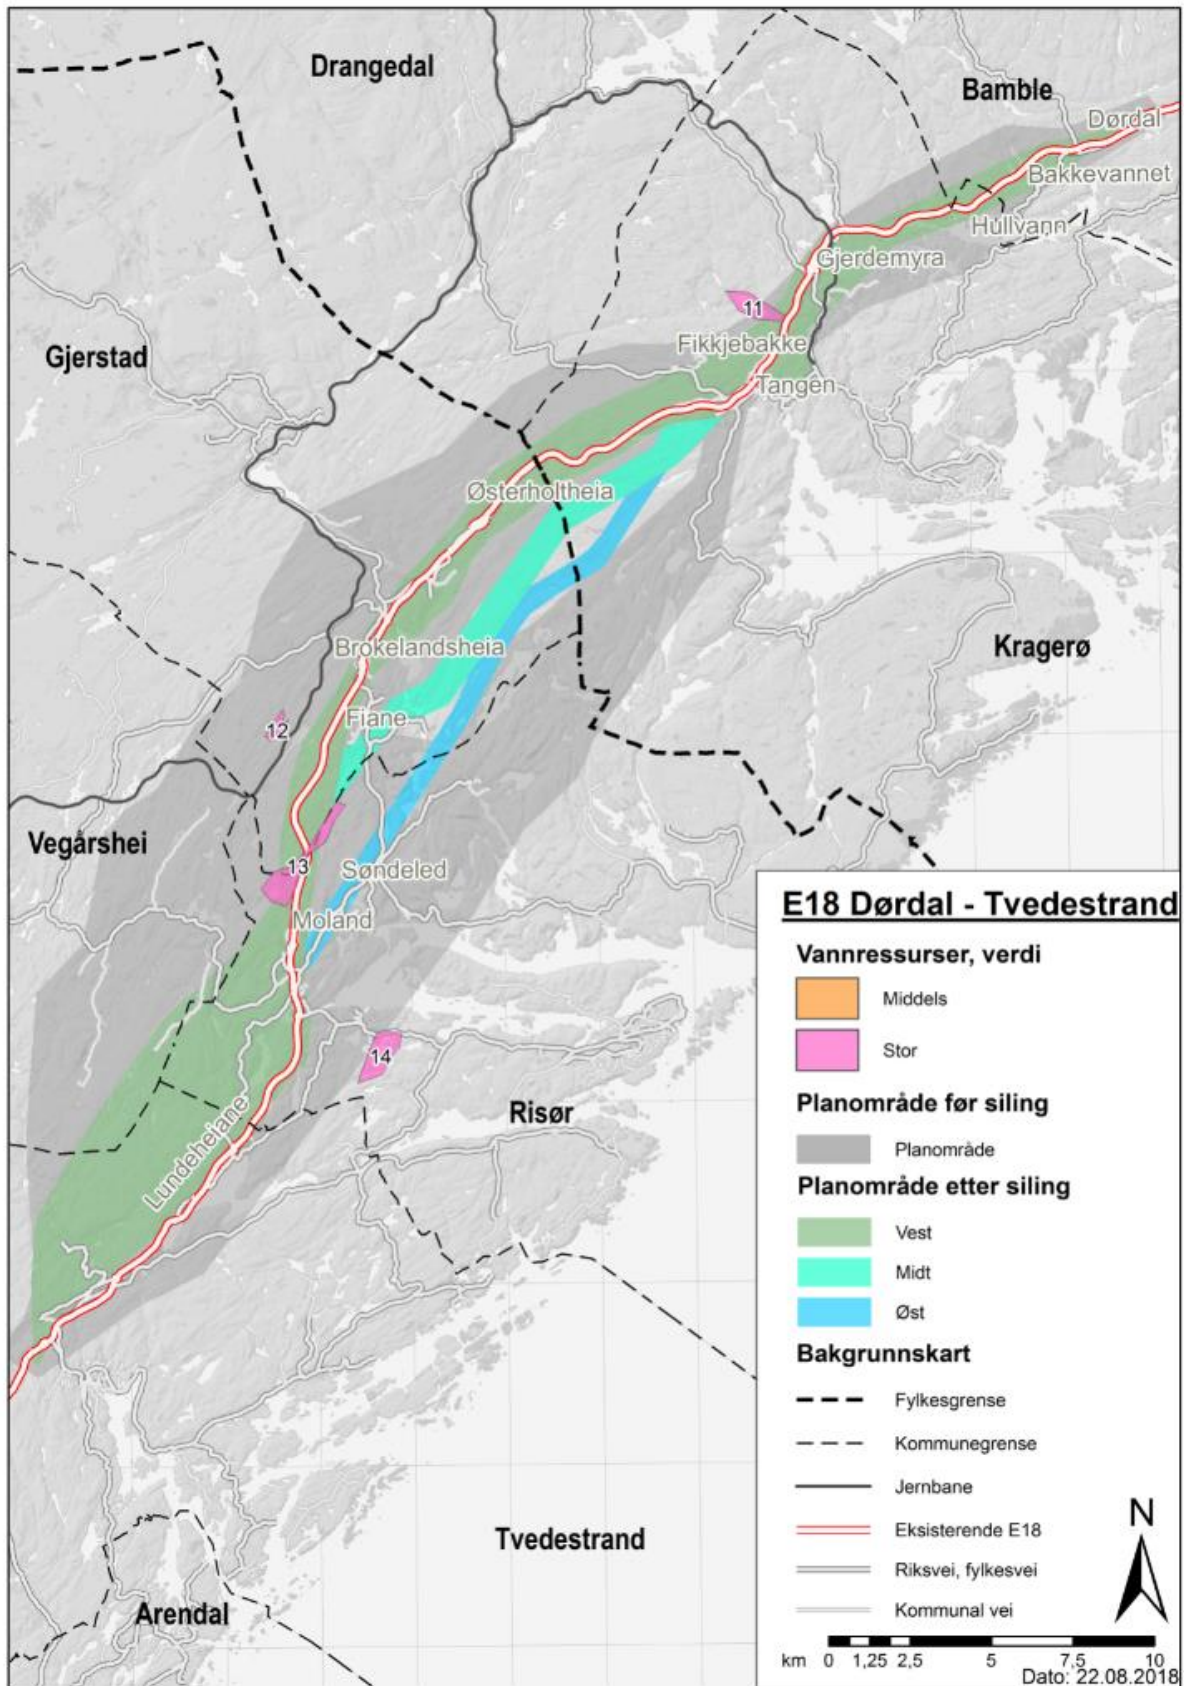 Drangedal
Bamble
Dørdal
Bakkevannet
Hullvann
Gjerdemyra
11
Fikkjebakke
Gjerstad
Tangen
Østerholtheia
Brokelandsheia
Kragerø
Fiane
12
Vegårshei
13
Søndeled
Moland
14
Risør
Lundeheiane
Tvedestrand
Arendal
E18 Dørdal - Tvedestrand
Vannressurser, verdi
Middels
Stor
Planområde før siling
Planområde
Planområde etter siling
Vest
Midt
Øst
Bakgrunnskart
Fylkesgrense
Kommunegrense
Jernbane
Eksisterende E18
Riksvei, fylkesvei
Kommunal vei
N
km 0 1,25 2,5 5 7,5 10
Dato: 22.08.2018